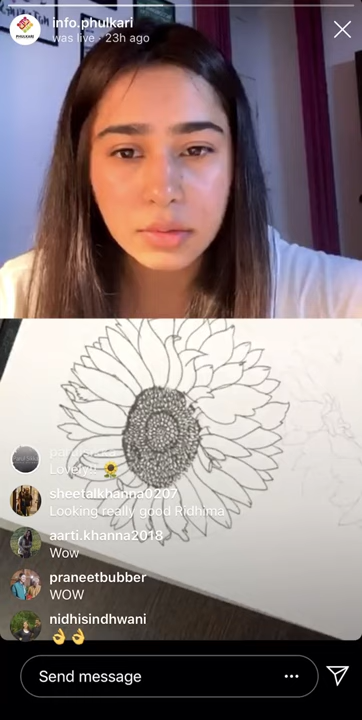 info.phulkari
was live · 23h ago
PHULKARI
Lovely!! 🌻
sheetalkhanna0207
Looking really good Ridhima
aarti.khanna2018
Wow
praneetbubber
WOW
nidhisindhwani
👌👌
Send message